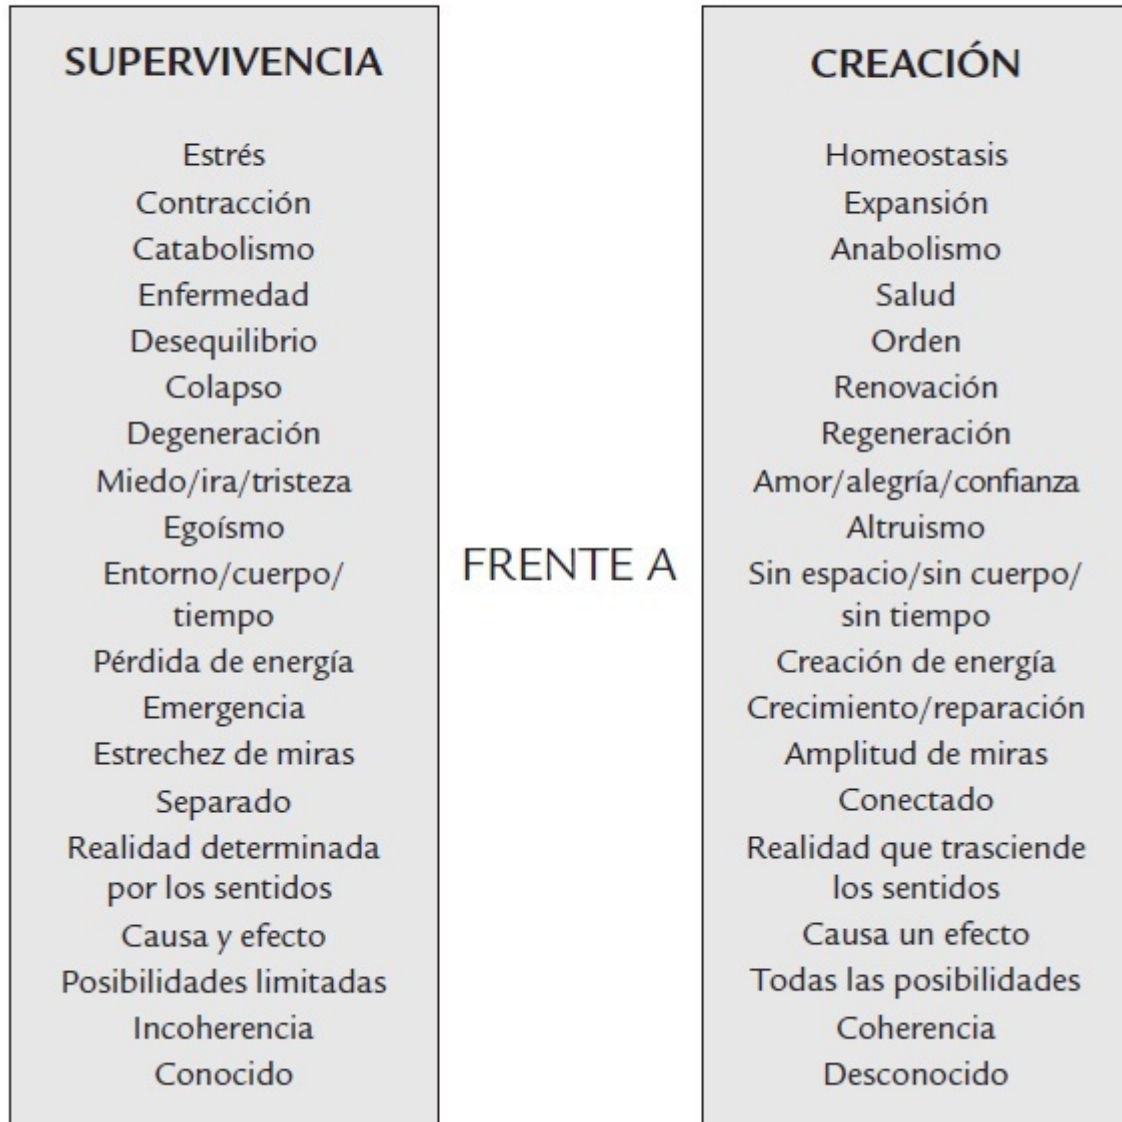 SUPERVIVENCIA
Estrés
Contracción
Catabolismo
Enfermedad
Desequilibrio
Colapso
Degeneración
Miedo/ira/tristeza
Egoísmo
Entorno/cuerpo/
tiempo
Pérdida de energía
Emergencia
Estrechez de miras
Separado
Realidad determinada
por los sentidos
Causa y efecto
Posibilidades limitadas
Incoherencia
Conocido
FRENTE A
CREACIÓN
Homeostasis
Expansión
Anabolismo
Salud
Orden
Renovación
Regeneración
Amor/alegría/confianza
Altruismo
Sin espacio/sin cuerpo/
sin tiempo
Creación de energía
Crecimiento/reparación
Amplitud de miras
Conectado
Realidad que trasciende
los sentidos
Causa un efecto
Todas las posibilidades
Coherencia
Desconocido